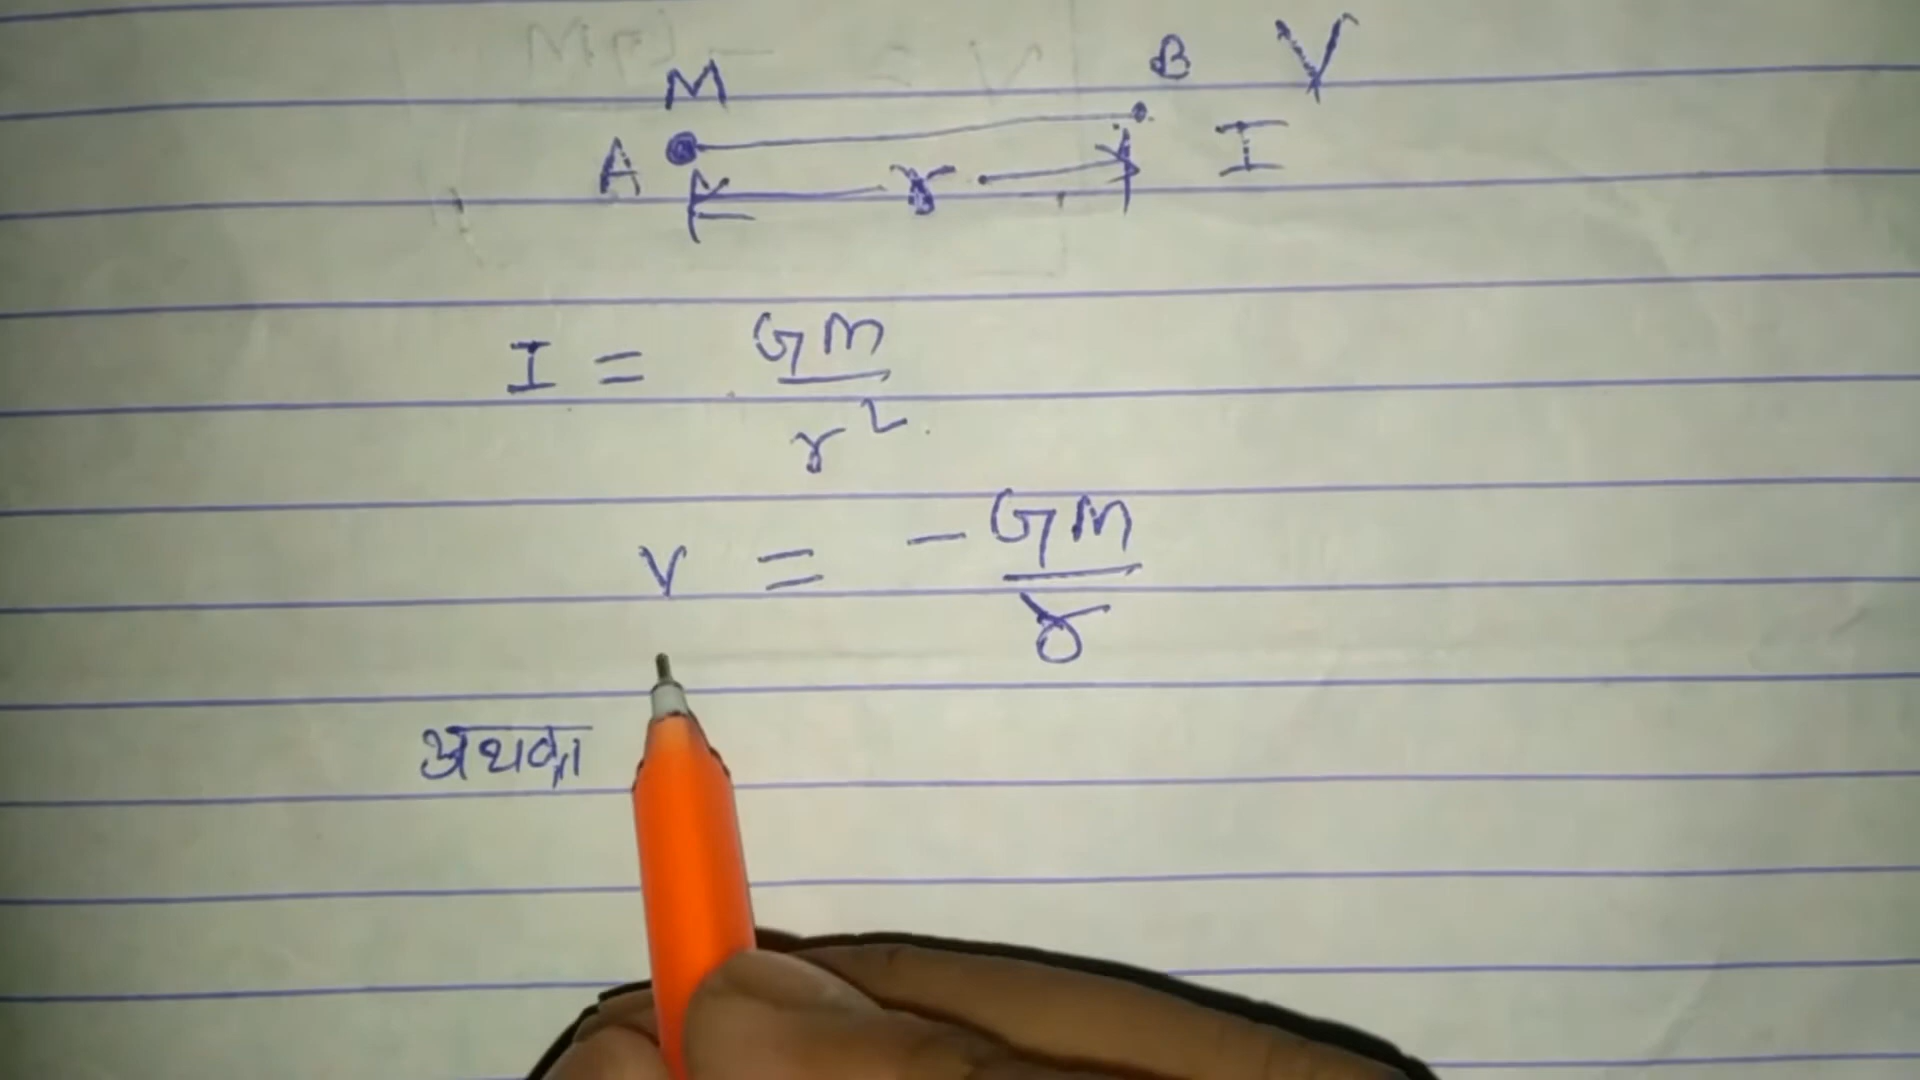 M B V
A r I
I = GM/r²
V = -GM/r
अथवा